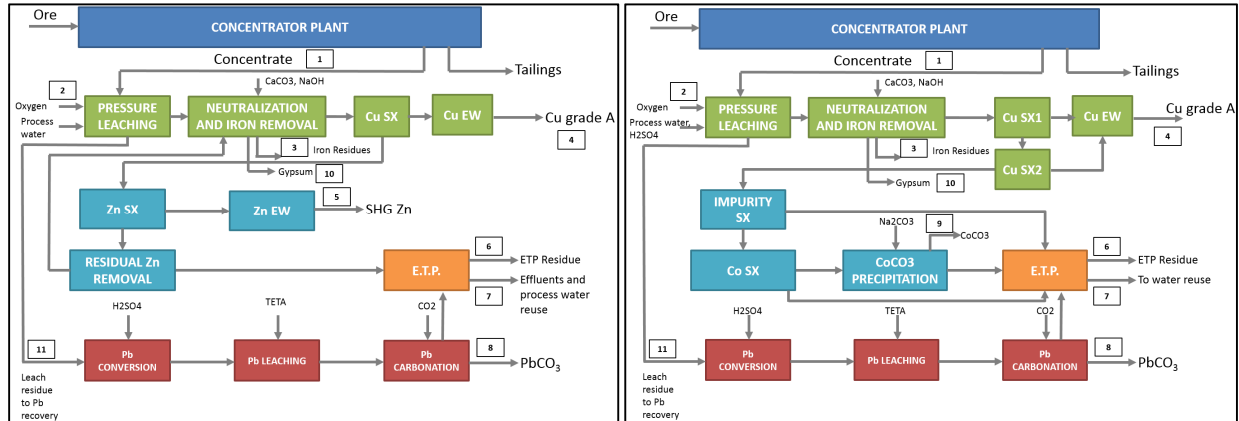 Ore
CONCENTRATOR PLANT
Concentrate
1
Tailings
CaCO3, NaOH
2
Oxygen
Process
water
PRESSURE
LEACHING
NEUTRALIZATION
AND IRON REMOVAL
Cu SX
Cu EW
Cu grade A
4
3
Iron Residues
Gypsum
10
Zn SX
Zn EW
5
SHG Zn
RESIDUAL Zn
REMOVAL
E.T.P.
6
ETP Residue
7
Effluents and
process water
reuse
H2SO4
TETA
CO2
11
Pb
CONVERSION
Pb LEACHING
Pb
CARBONATION
8
PbCO₃
Leach
residue
to Pb
recovery
Ore
CONCENTRATOR PLANT
Concentrate
1
Tailings
CaCO3, NaOH
2
Oxygen
Process water,
H2SO4
PRESSURE
LEACHING
NEUTRALIZATION
AND IRON REMOVAL
Cu SX1
Cu EW
Cu grade A
4
3
Iron Residues
Gypsum
10
Cu SX2
IMPURITY
SX
Na2CO3
9
CoCO3
Co SX
CoCO3
PRECIPITATION
E.T.P.
6
ETP Residue
To water reuse
7
H2SO4
TETA
CO2
11
Pb
CONVERSION
Pb LEACHING
Pb
CARBONATION
8
PbCO₃
Leach
residue
to Pb
recovery